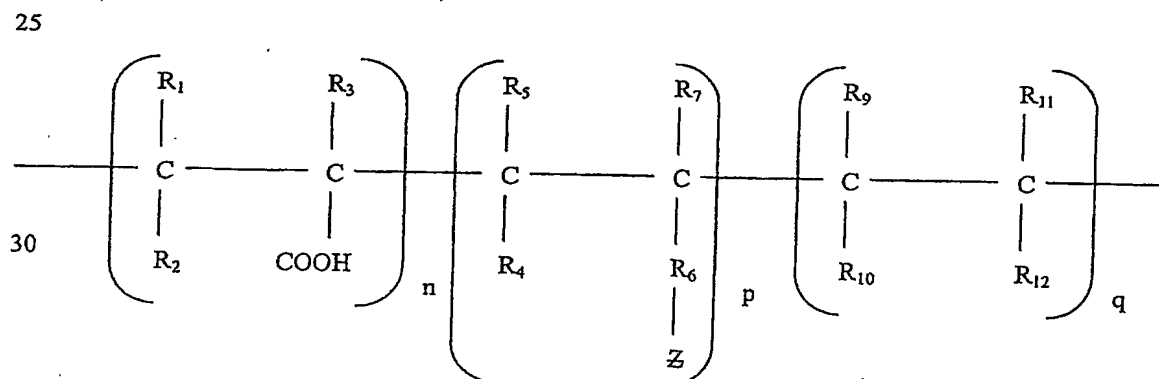 25
R₁ R₃ R₅ R₇ R₉ R₁₁
C C C C C C
30 R₂ COOH R₄ R₆ R₁₀ R₁₂
n p q
Z